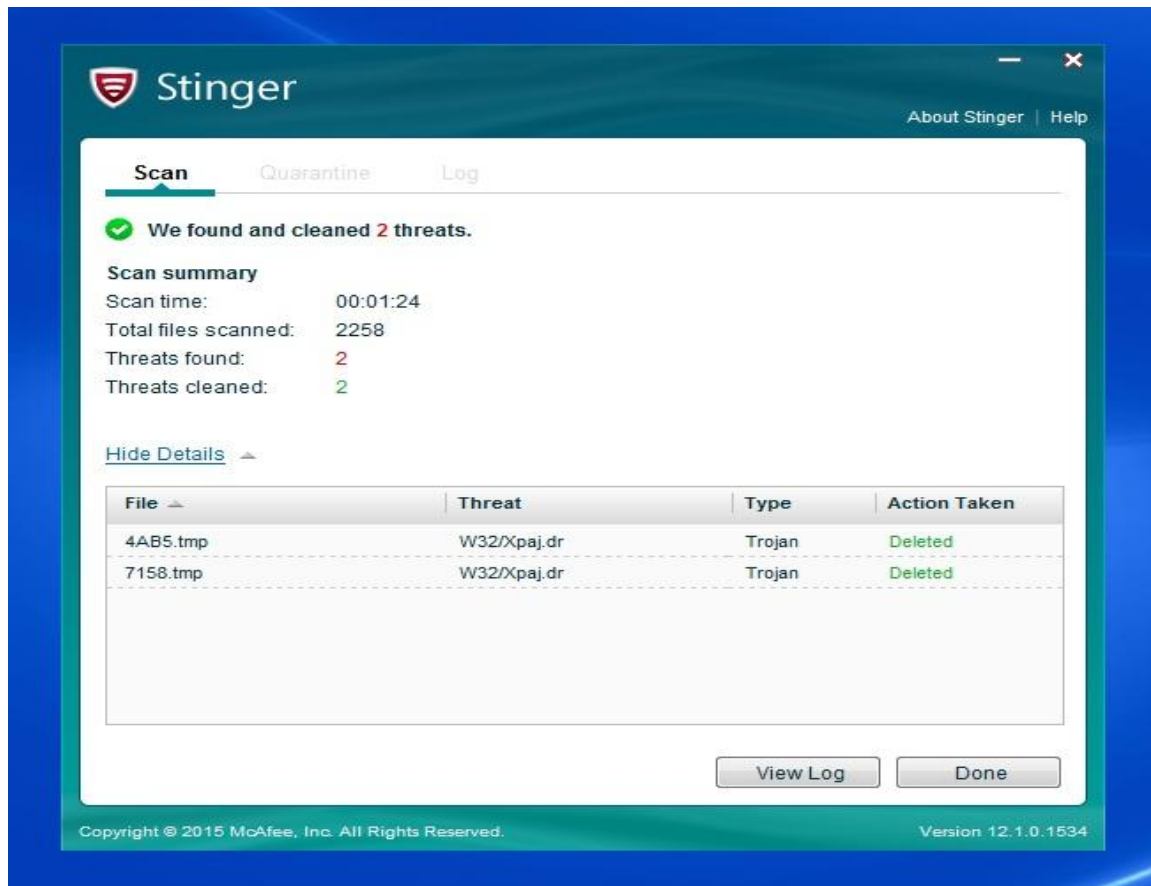 Stinger
About Stinger | Help
Scan Quarantine Log
We found and cleaned 2 threats.
Scan summary
Scan time: 00:01:24
Total files scanned: 2258
Threats found: 2
Threats cleaned: 2
Hide Details
File Threat Type Action Taken
4AB5.tmp W32/Xpaj.dr Trojan Deleted
7158.tmp W32/Xpaj.dr Trojan Deleted
View Log Done
Copyright © 2015 McAfee, Inc. All Rights Reserved. Version 12.1.0.1534